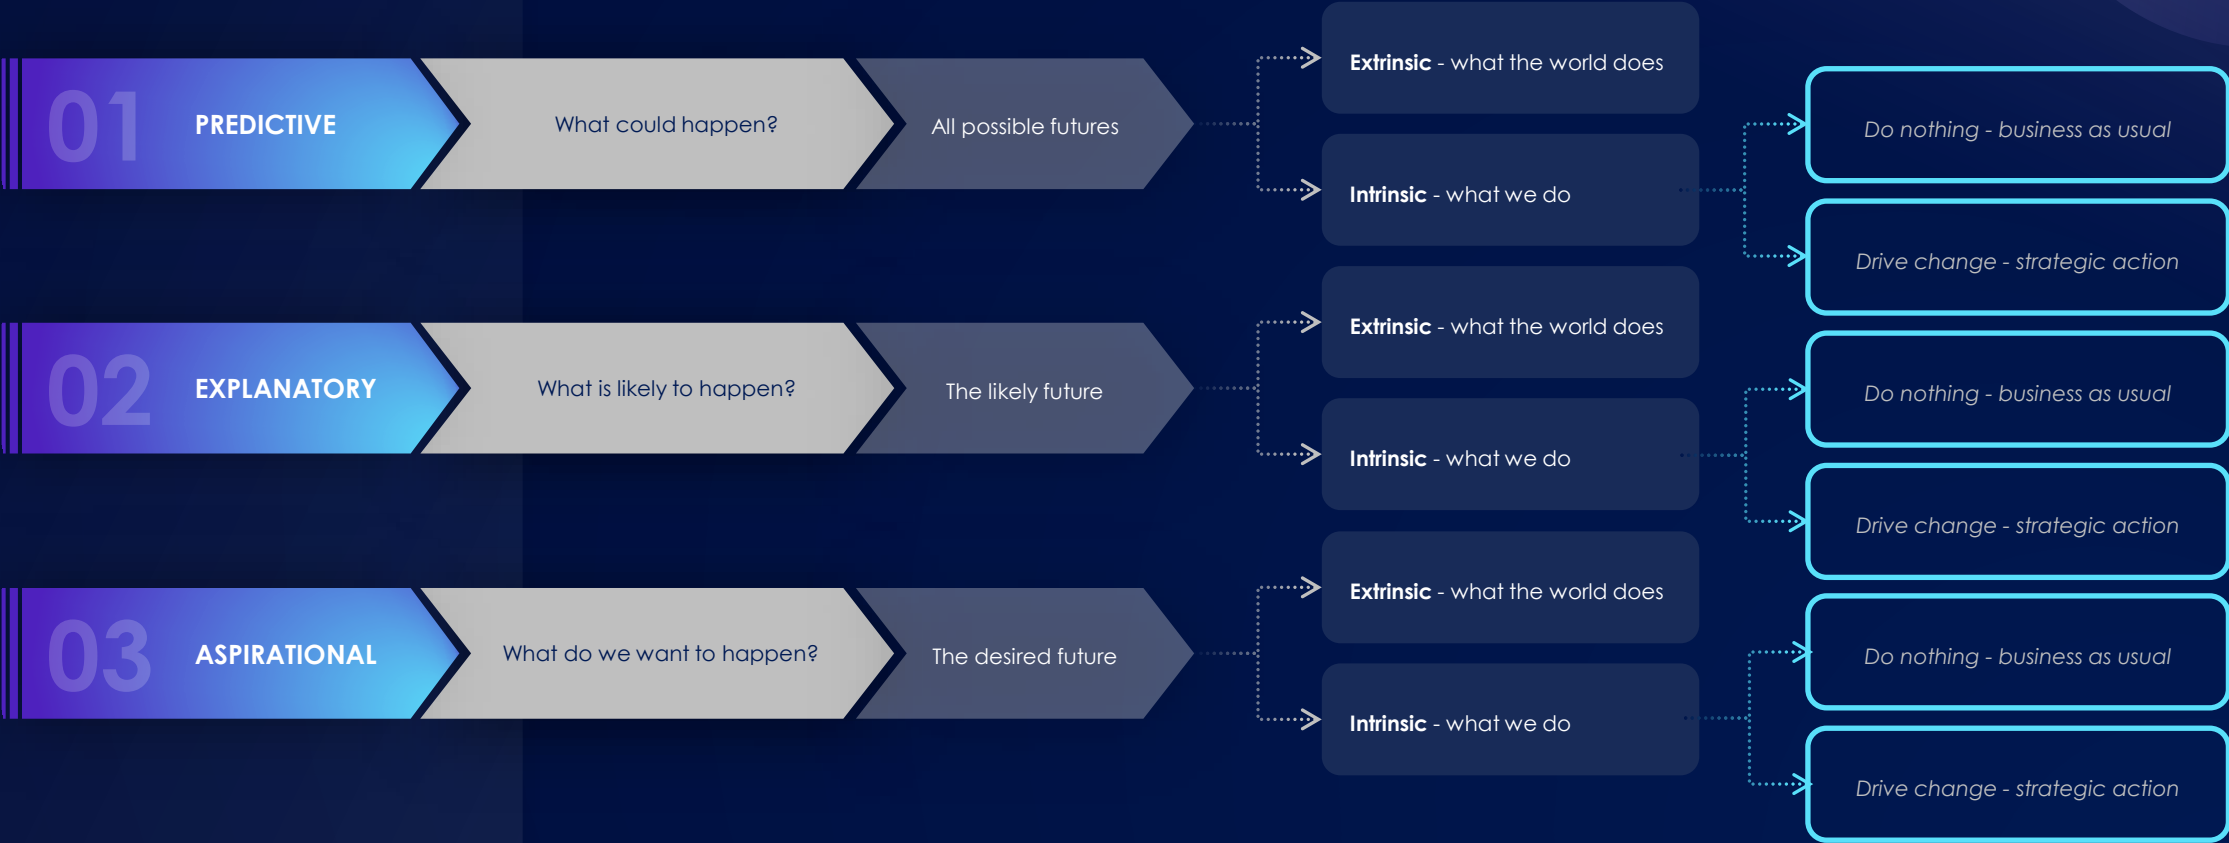 01 PREDICTIVE
What could happen?
All possible futures
Extrinsic - what the world does
Intrinsic - what we do
Do nothing - business as usual
Drive change - strategic action
02 EXPLANATORY
What is likely to happen?
The likely future
Extrinsic - what the world does
Intrinsic - what we do
Do nothing - business as usual
Drive change - strategic action
03 ASPIRATIONAL
What do we want to happen?
The desired future
Extrinsic - what the world does
Intrinsic - what we do
Do nothing - business as usual
Drive change - strategic action